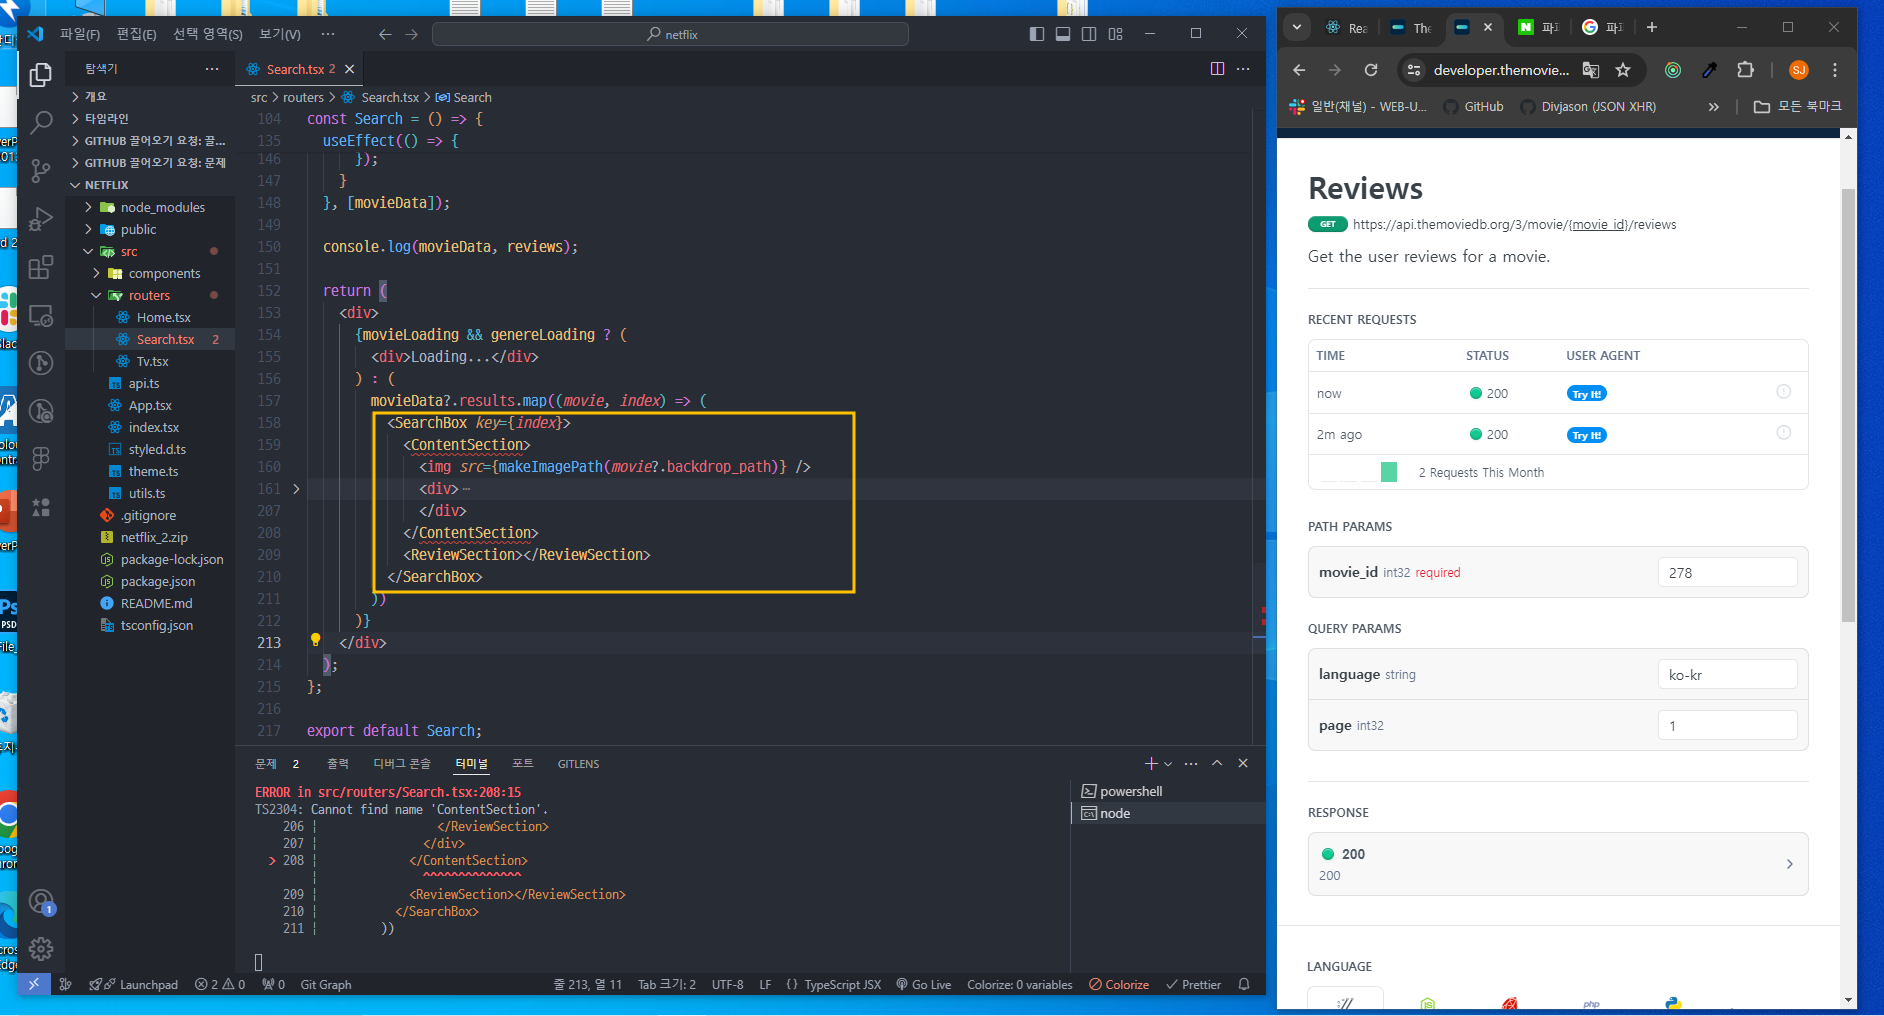 파일(F) 편집(E) 선택 영역(S) 보기(V) ··· netflix
탐색기 ···
개요
타임라인
GITHUB 끌어오기 요청: 끌...
GITHUB 끌어오기 요청: 문제
NETFLIX
node_modules
public
src
components
routers
Home.tsx
Search.tsx 2
Tv.tsx
api.ts
App.tsx
index.tsx
styled.d.ts
theme.ts
utils.ts
.gitignore
netflix_2.zip
package-lock.json
package.json
README.md
tsconfig.json
Search.tsx 2
src > routers > Search.tsx > Search
104 const Search = () => {
135 useEffect(() => {
146 });
147 }
148 }, [movieData]);
149
150 console.log(movieData, reviews);
151
152 return (
153 <div>
154 {movieLoading && genereLoading ? (
155 <div>Loading...</div>
156 ) : (
157 movieData?.results.map((movie, index) => (
158 <SearchBox key={index}>
159 <ContentSection>
160 <img src={makeImagePath(movie?.backdrop_path)} />
161 <div>···
207 </div>
208 </ContentSection>
209 <ReviewSection></ReviewSection>
210 </SearchBox>
211 ))
212 )}
213 </div>
214 );
215 };
216
217 export default Search;
문제 2 출력 디버그 콘솔 터미널 포트 GITLENS
ERROR in src/routers/Search.tsx:208:15
TS2304: Cannot find name 'ContentSection'.
206 | </ReviewSection>
207 | </div>
> 208 | </ContentSection>
| ^^^^^^^^^^^^^^
209 | <ReviewSection></ReviewSection>
210 | </SearchBox>
211 | ))
powershell
node
Launchpad 2 0 0 Git Graph 줄 213, 열 11 Tab 크기: 2 UTF-8 LF {} TypeScript JSX Go Live Colorize: 0 variables Colorize Prettier
Rea The N 파파 G 파파
developer.themovie... SJ
일반(채널) - WEB-U... GitHub Divjason (JSON XHR) » 모든 북마크
Reviews
GET https://api.themoviedb.org/3/movie/{movie_id}/reviews
Get the user reviews for a movie.
RECENT REQUESTS
TIME STATUS USER AGENT
now 200 Try It!
2m ago 200 Try It!
2 Requests This Month
PATH PARAMS
movie_id int32 required 278
QUERY PARAMS
language string ko-kr
page int32 1
RESPONSE
200
200
LANGUAGE
php